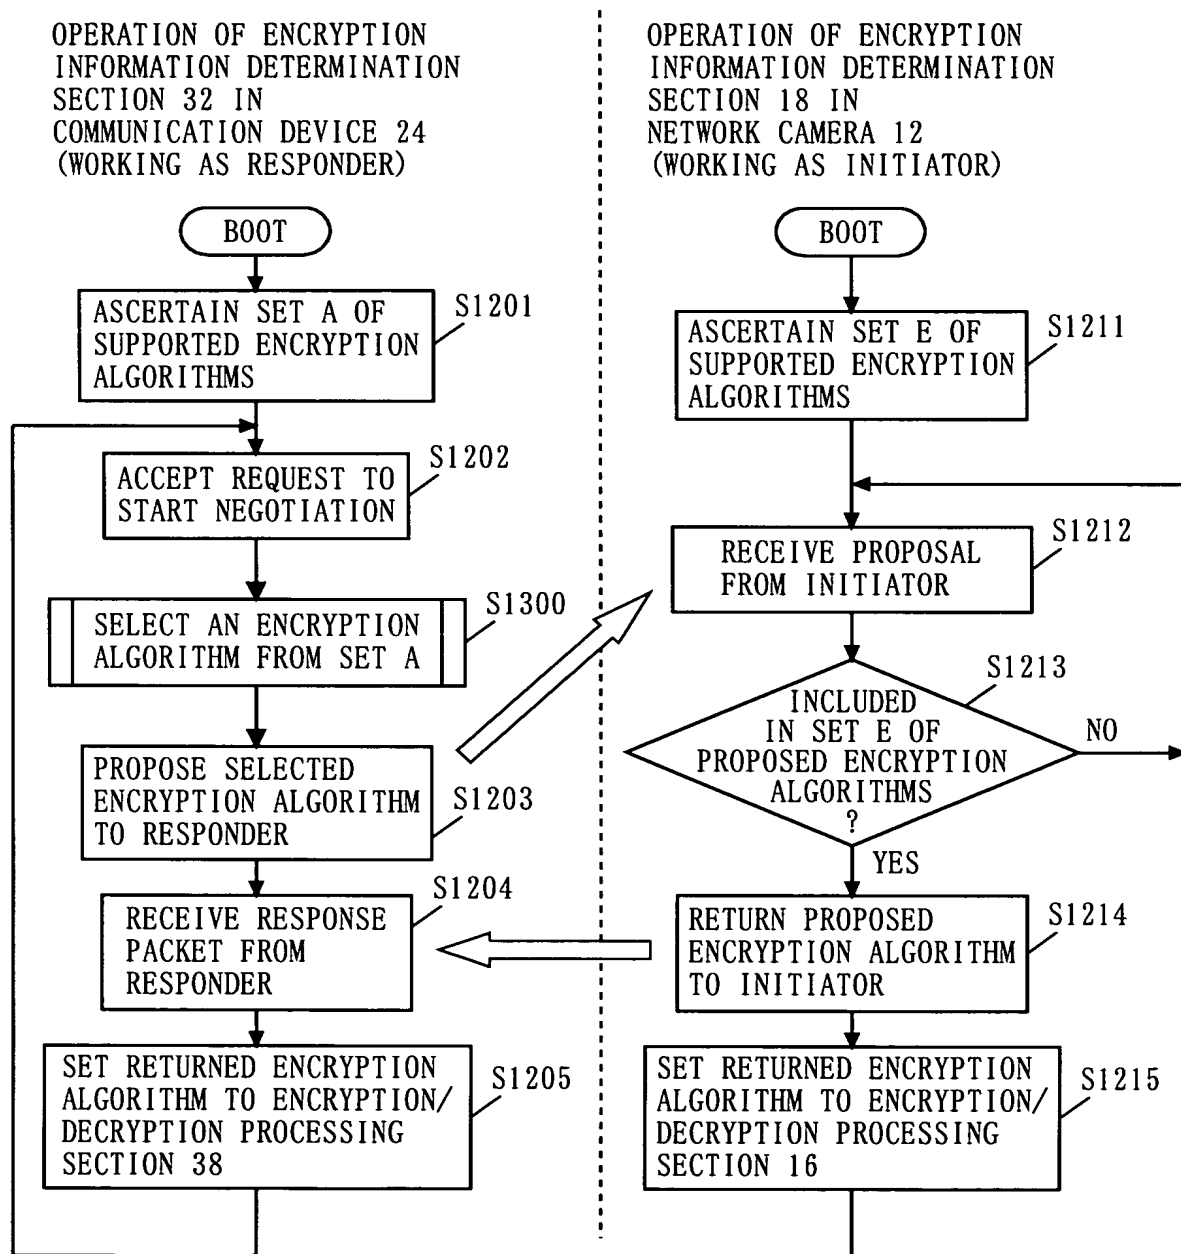 OPERATION OF ENCRYPTION
INFORMATION DETERMINATION
SECTION 32 IN
COMMUNICATION DEVICE 24
(WORKING AS RESPONDER)
BOOT
ASCERTAIN SET A OF
SUPPORTED ENCRYPTION
ALGORITHMS
S1201
ACCEPT REQUEST TO
START NEGOTIATION
S1202
SELECT AN ENCRYPTION
ALGORITHM FROM SET A
S1300
PROPOSE SELECTED
ENCRYPTION ALGORITHM
TO RESPONDER
S1203
RECEIVE RESPONSE
PACKET FROM
RESPONDER
S1204
SET RETURNED ENCRYPTION
ALGORITHM TO ENCRYPTION/
DECRYPTION PROCESSING
SECTION 38
S1205
OPERATION OF ENCRYPTION
INFORMATION DETERMINATION
SECTION 18 IN
NETWORK CAMERA 12
(WORKING AS INITIATOR)
BOOT
ASCERTAIN SET E OF
SUPPORTED ENCRYPTION
ALGORITHMS
S1211
RECEIVE PROPOSAL
FROM INITIATOR
S1212
INCLUDED
IN SET E OF
PROPOSED ENCRYPTION
ALGORITHMS
?
S1213
NO
YES
RETURN PROPOSED
ENCRYPTION ALGORITHM
TO INITIATOR
S1214
SET RETURNED ENCRYPTION
ALGORITHM TO ENCRYPTION/
DECRYPTION PROCESSING
SECTION 16
S1215